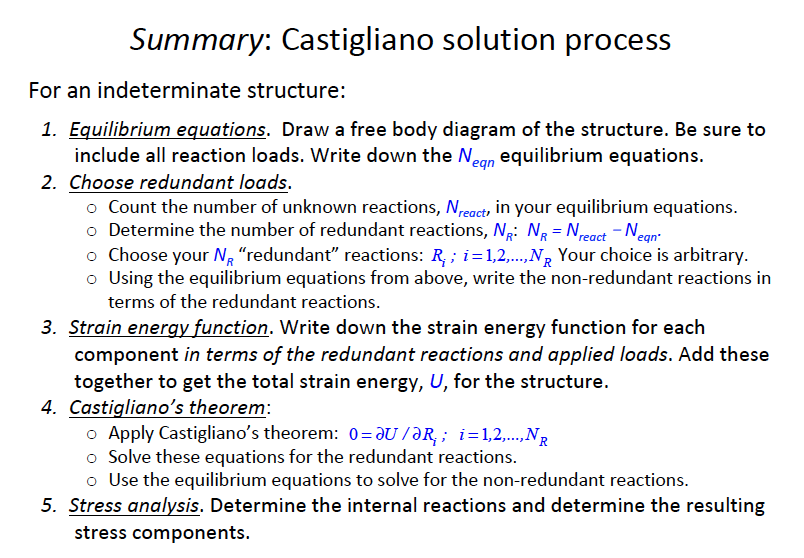 Summary: Castigliano solution process
For an indeterminate structure:
1. Equilibrium equations. Draw a free body diagram of the structure. Be sure to
include all reaction loads. Write down the Neqn equilibrium equations.
2. Choose redundant loads.
o Count the number of unknown reactions, Nreact, in your equilibrium equations.
o Determine the number of redundant reactions, NR: NR = Nreact − Neqn.
o Choose your NR “redundant” reactions: Ri ; i=1,2,...,NR Your choice is arbitrary.
o Using the equilibrium equations from above, write the non-redundant reactions in
terms of the redundant reactions.
3. Strain energy function. Write down the strain energy function for each
component in terms of the redundant reactions and applied loads. Add these
together to get the total strain energy, U, for the structure.
4. Castigliano’s theorem:
o Apply Castigliano’s theorem: 0=∂U/∂Ri ; i=1,2,...,NR
o Solve these equations for the redundant reactions.
o Use the equilibrium equations to solve for the non-redundant reactions.
5. Stress analysis. Determine the internal reactions and determine the resulting
stress components.